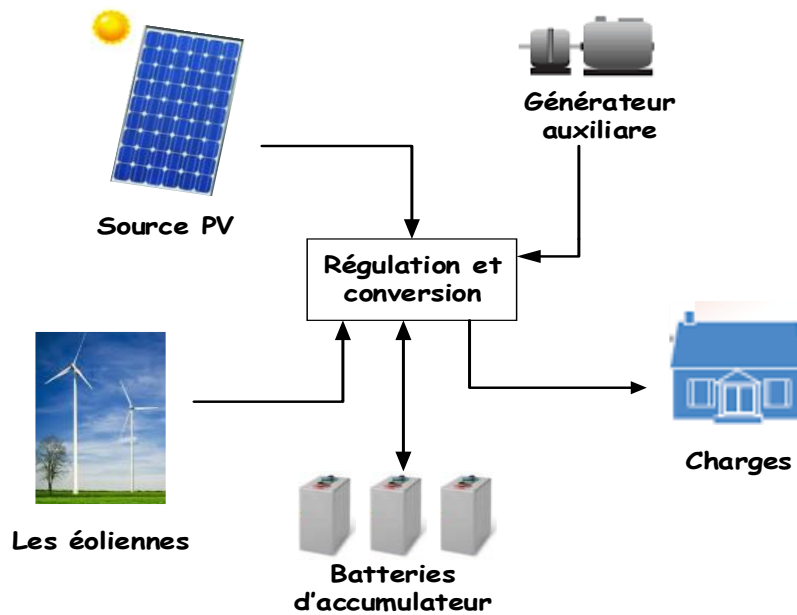 Générateur
auxiliare
Source PV
Régulation et
conversion
Charges
Les éoliennes
Batteries
d'accumulateur